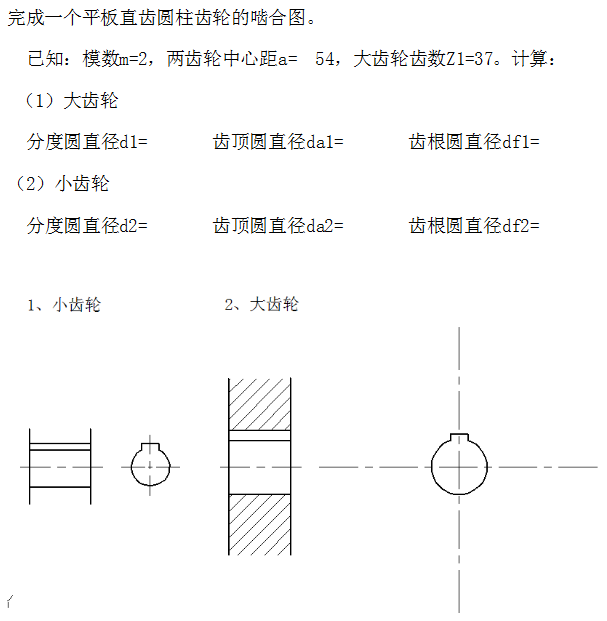 完成一个平板直齿圆柱齿轮的啮合图。
已知：模数m=2，两齿轮中心距a= 54，大齿轮齿数Z1=37。计算：
（1）大齿轮
分度圆直径d1= 齿顶圆直径da1= 齿根圆直径df1=
（2）小齿轮
分度圆直径d2= 齿顶圆直径da2= 齿根圆直径df2=
1、小齿轮 2、大齿轮